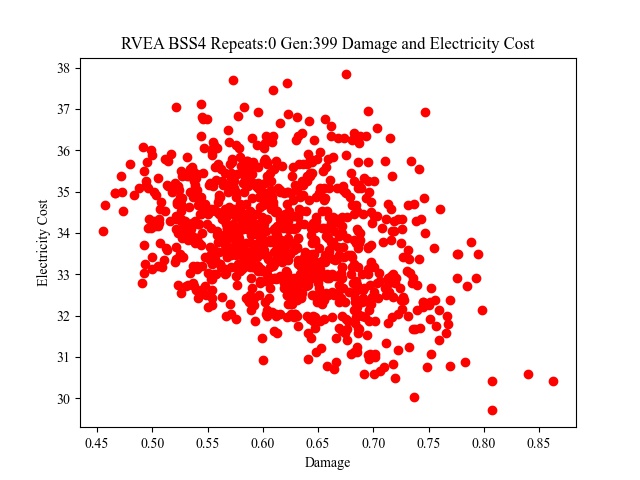 RVEA BSS4 Repeats:0 Gen:399 Damage and Electricity Cost
38
37
36
35
34
33
32
31
30
Electricity Cost
0.45 0.50 0.55 0.60 0.65 0.70 0.75 0.80 0.85
Damage